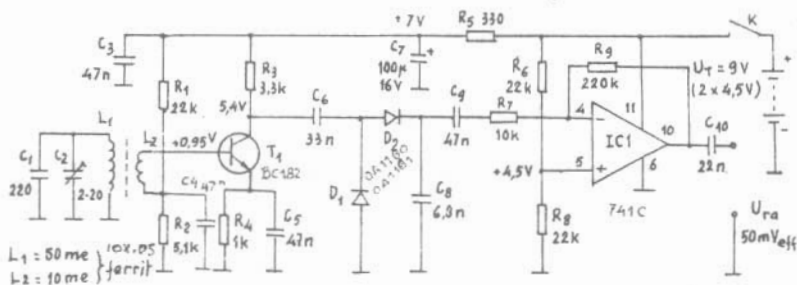 +7V
R5 330
K
C3
47n
R1
22k
R3
3,3k
C7
100µ
16V
+
R6
22k
R9
220k
UT = 9V
(2 x 4,5V)
+
-
5,4V
C6
33n
D2
C9
47n
R7
10k
4
-
11
IC1
10
C10
22n
L1
L2
+0,95V
T1
BC182
OA1160
OA1161
+4,5V
5
+
6
741C
C1
220
C2
2-20
C4 47n
D1
C8
6,8n
R2
5,1k
R4
1k
C5
47n
R8
22k
Ura
50mVeff
L1 = 50 me
L2 = 10 me
10x.05
ferrit